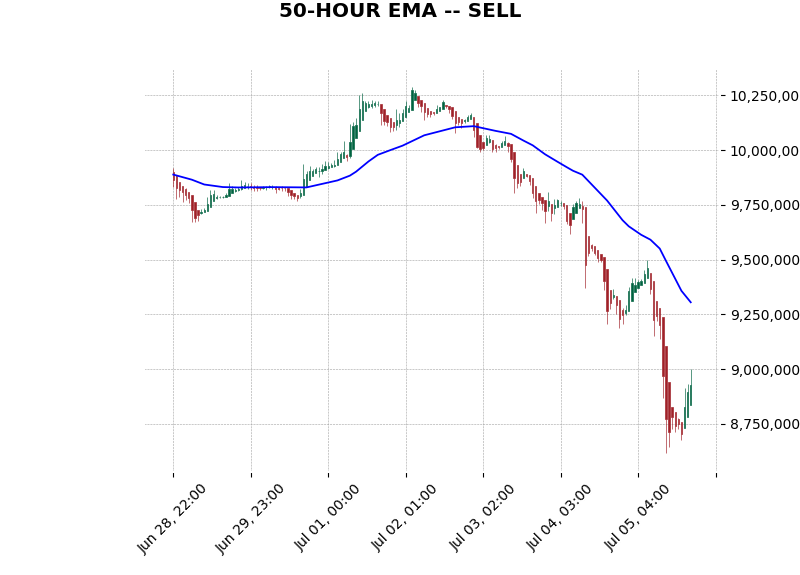 50-HOUR EMA -- SELL
10,250,00
10,000,00
9,750,000
9,500,000
9,250,000
9,000,000
8,750,000
Jun 28, 22:00
Jun 29, 23:00
Jul 01, 00:00
Jul 02, 01:00
Jul 03, 02:00
Jul 04, 03:00
Jul 05, 04:00